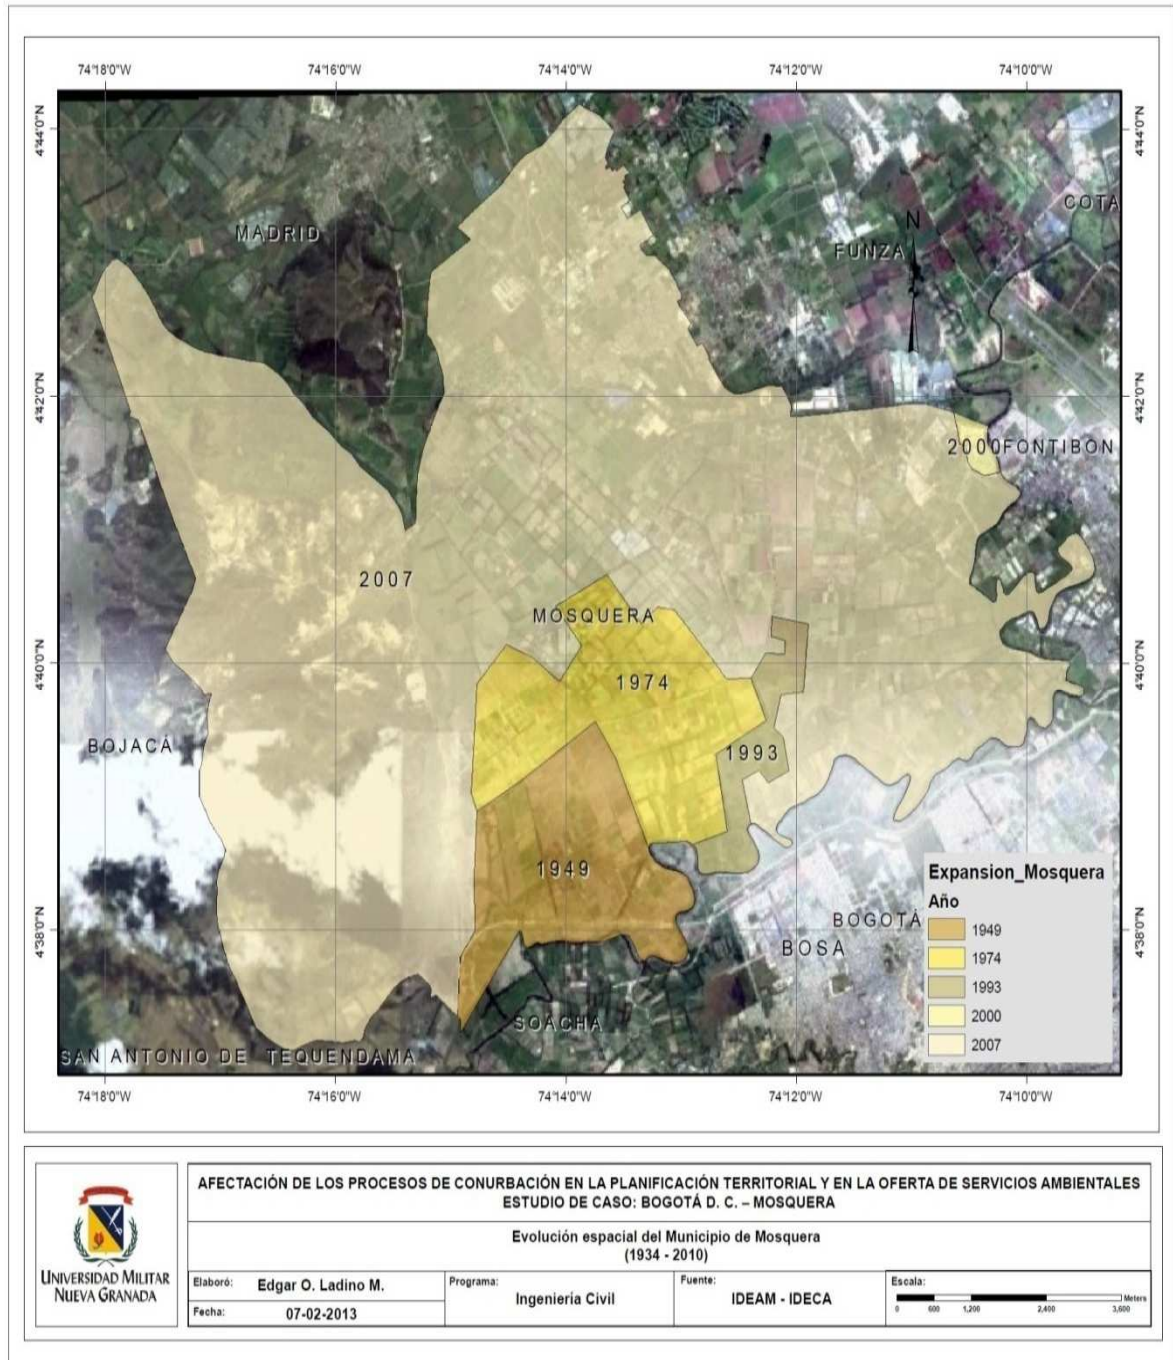 74°18'0"W 74°16'0"W 74°14'0"W 74°12'0"W 74°10'0"W
4°44'0"N 4°44'0"N
COTA
N
MADRID
FUNZA
4°42'0"N 4°42'0"N
2000 FONTIBON
2007
MOSQUERA
4°40'0"N 4°40'0"N
1974
BOJACÁ
1993
1949
Expansion_Mosquera
Año
1949
1974
1993
2000
2007
BOGOTÁ
4°38'0"N 4°38'0"N
BOSA
SOACHA
SAN ANTONIO DE TEQUENDAMA
74°18'0"W 74°16'0"W 74°14'0"W 74°12'0"W 74°10'0"W
UNIVERSIDAD MILITAR
NUEVA GRANADA
AFECTACIÓN DE LOS PROCESOS DE CONURBACIÓN EN LA PLANIFICACIÓN TERRITORIAL Y EN LA OFERTA DE SERVICIOS AMBIENTALES
ESTUDIO DE CASO: BOGOTÁ D. C. – MOSQUERA
Evolución espacial del Municipio de Mosquera
(1934 - 2010)
Elaboró: Edgar O. Ladino M.
Fecha: 07-02-2013
Programa:
Ingeniería Civil
Fuente:
IDEAM - IDECA
Escala:
Meters
0 600 1,200 2,400 3,600